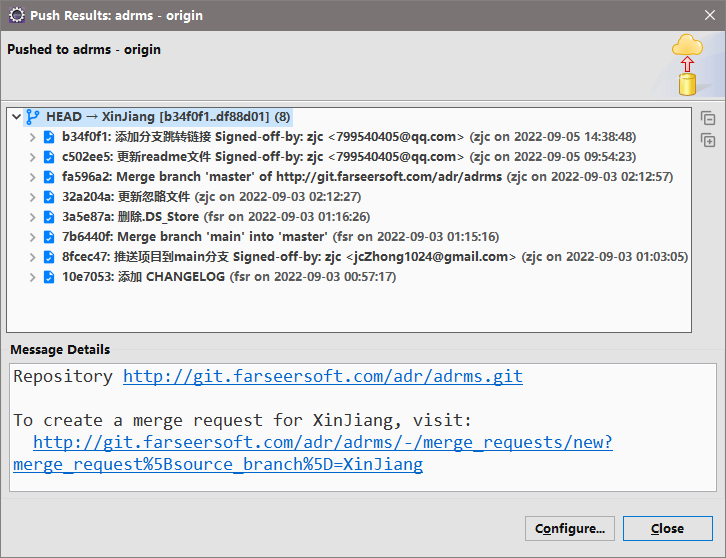 Push Results: adrms - origin
Pushed to adrms - origin
HEAD → XinJiang [b34f0f1..df88d01] (8)
b34f0f1: 添加分支跳转链接 Signed-off-by: zjc <799540405@qq.com> (zjc on 2022-09-05 14:38:48)
c502ee5: 更新readme文件 Signed-off-by: zjc <799540405@qq.com> (zjc on 2022-09-05 09:54:23)
fa596a2: Merge branch 'master' of http://git.farseersoft.com/adr/adrms (zjc on 2022-09-03 02:12:57)
32a204a: 更新忽略文件 (zjc on 2022-09-03 02:12:27)
3a5e87a: 删除.DS_Store (fsr on 2022-09-03 01:16:26)
7b6440f: Merge branch 'main' into 'master' (fsr on 2022-09-03 01:15:16)
8fcec47: 推送项目到main分支 Signed-off-by: zjc <jcZhong1024@gmail.com> (zjc on 2022-09-03 01:03:05)
10e7053: 添加 CHANGELOG (fsr on 2022-09-03 00:57:17)
Message Details
Repository http://git.farseersoft.com/adr/adrms.git
To create a merge request for XinJiang, visit:
http://git.farseersoft.com/adr/adrms/-/merge_requests/new?
merge_request%5Bsource_branch%5D=XinJiang
Configure...
Close